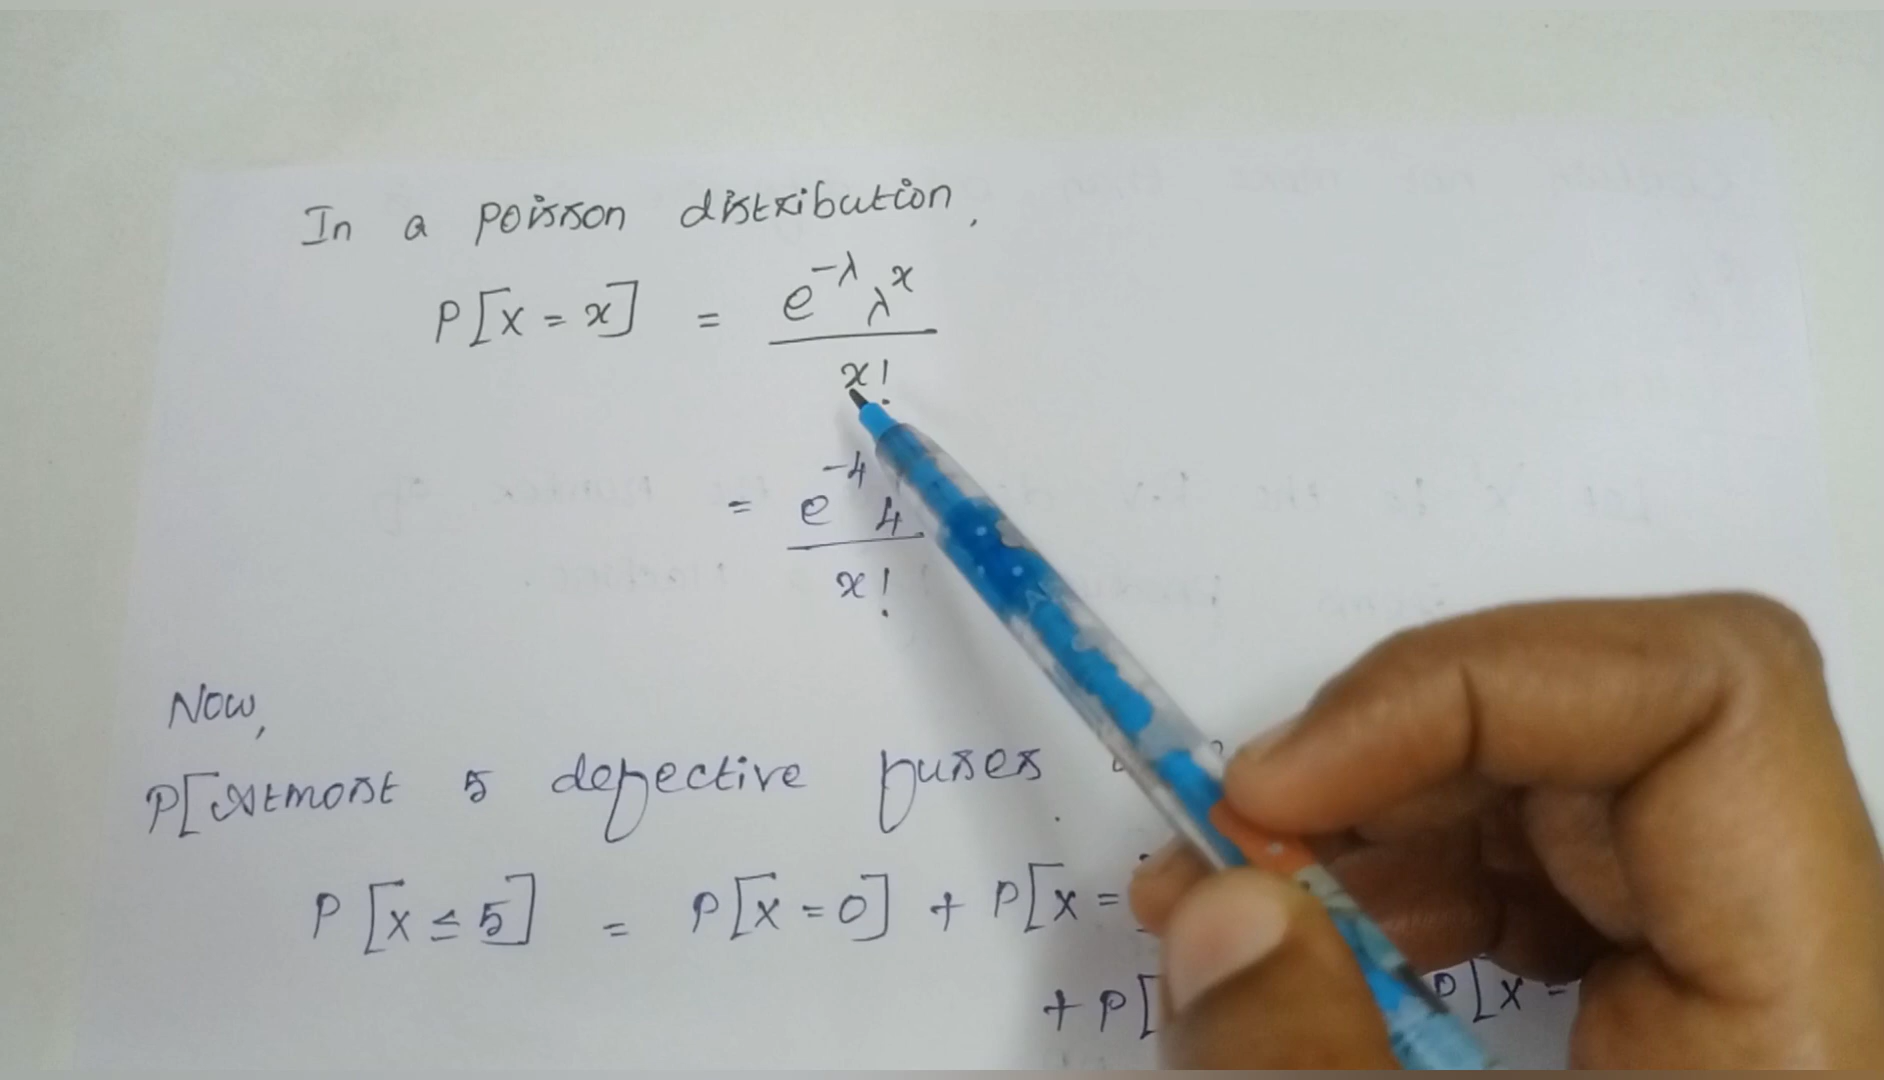 In a poisson distribution,
P[X = x] = e^{-λ} λ^x / x!
= e^{-4} 4 / x!
Now,
P[Atmost 5 defective fuses
P[X ≤ 5] = P[X = 0] + P[X =
+ P[ P[X =